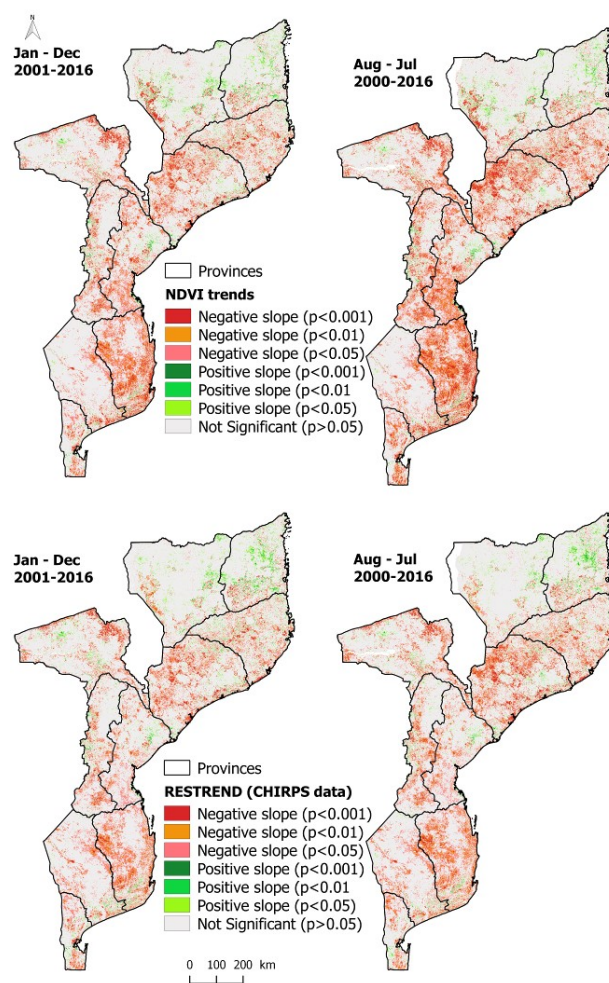 N
Jan - Dec
2001-2016
Aug - Jul
2000-2016
Provinces
NDVI trends
Negative slope (p<0.001)
Negative slope (p<0.01)
Negative slope (p<0.05)
Positive slope (p<0.001)
Positive slope (p<0.01
Positive slope (p<0.05)
Not Significant (p>0.05)
Jan - Dec
2001-2016
Aug - Jul
2000-2016
Provinces
RESTREND (CHIRPS data)
Negative slope (p<0.001)
Negative slope (p<0.01)
Negative slope (p<0.05)
Positive slope (p<0.001)
Positive slope (p<0.01
Positive slope (p<0.05)
Not Significant (p>0.05)
0 100 200 km